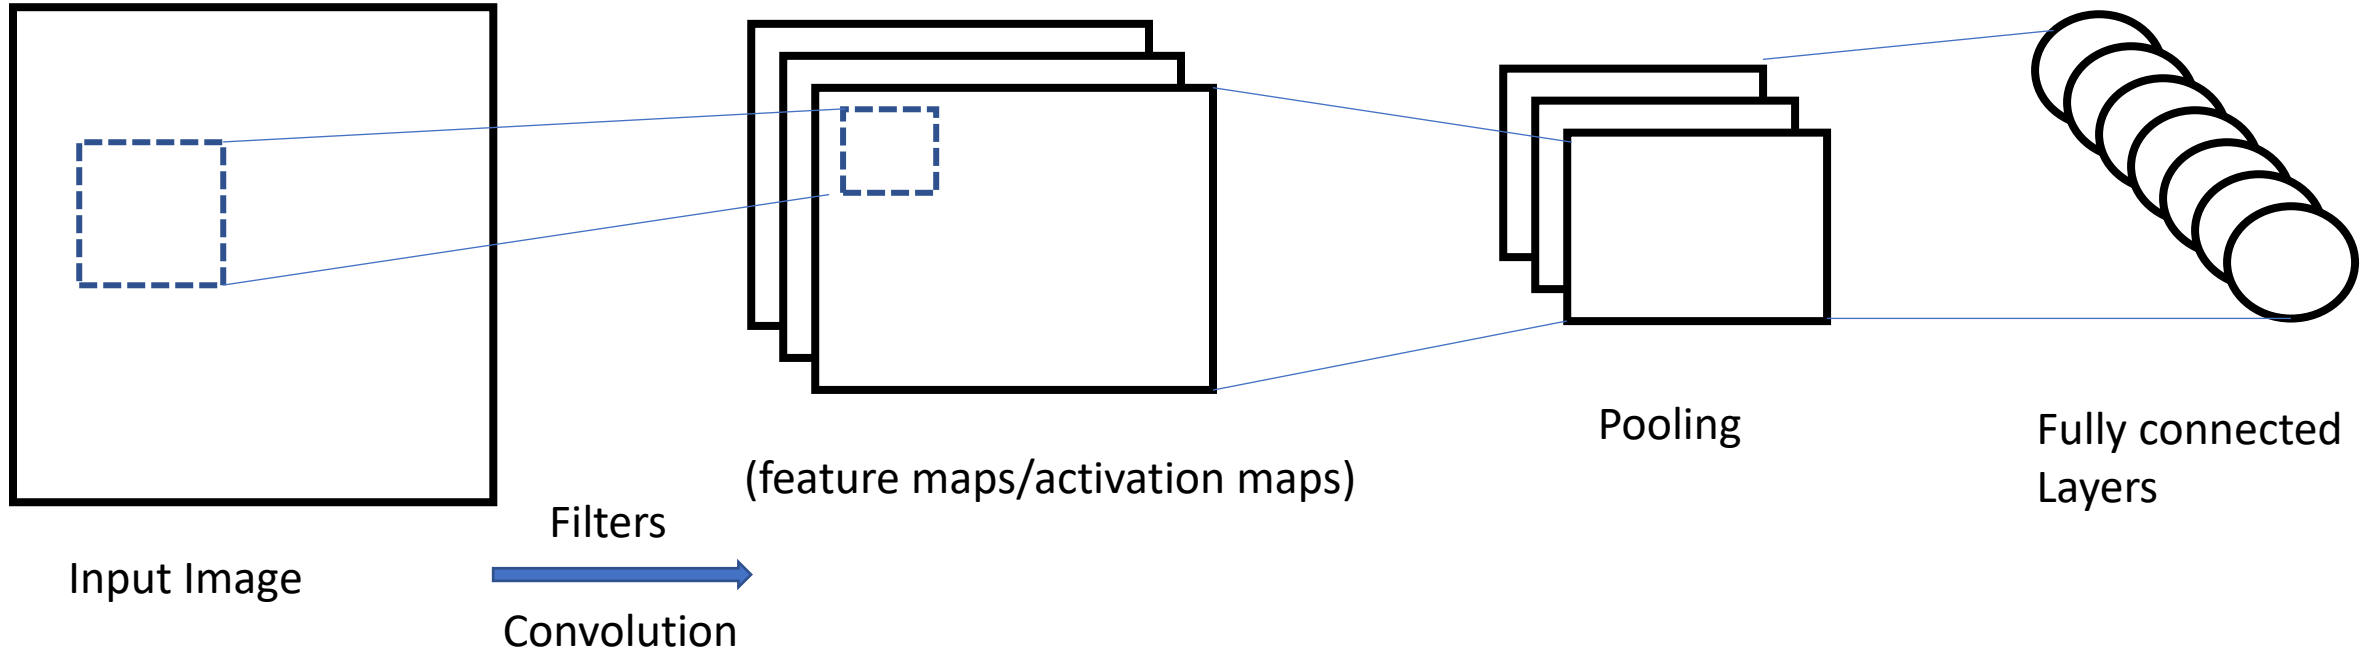 Input Image
Filters
Convolution
(feature maps/activation maps)
Pooling
Fully connected
Layers